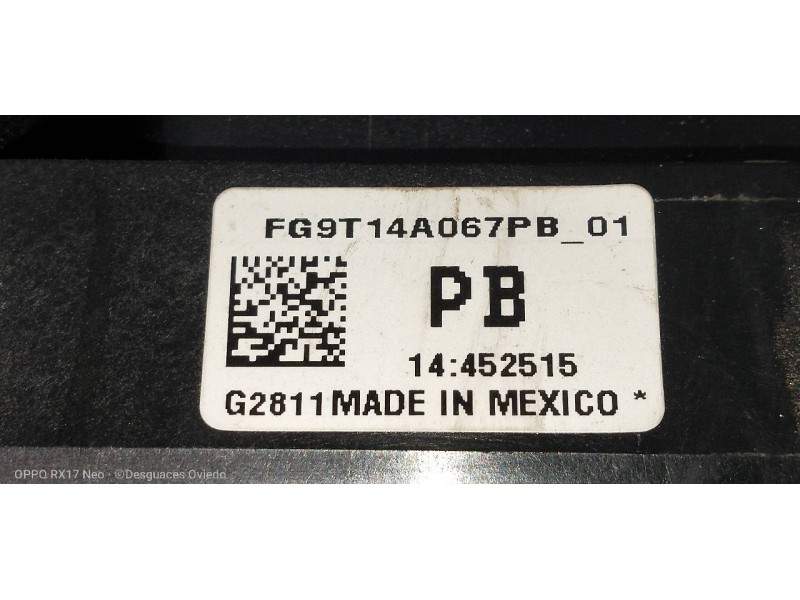 FG9T14A067PB_01
PB
14:452515
G2811MADE IN MEXICO *
OPPO RX17 Neo · ©Desguaces Oviedo